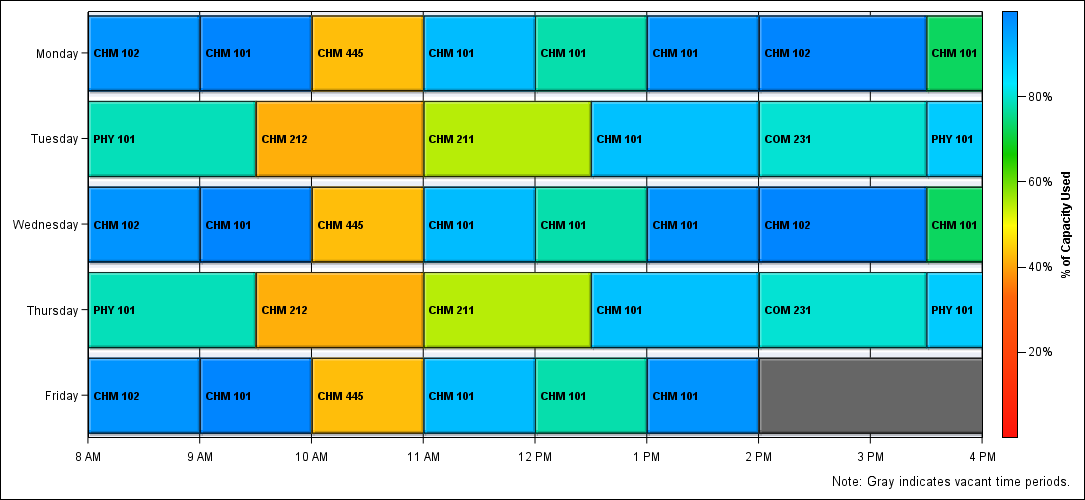 Monday
CHM 102
CHM 101
CHM 445
CHM 101
CHM 101
CHM 101
CHM 102
CHM 101
Tuesday
PHY 101
CHM 212
CHM 211
CHM 101
COM 231
PHY 101
Wednesday
CHM 102
CHM 101
CHM 445
CHM 101
CHM 101
CHM 101
CHM 102
CHM 101
Thursday
PHY 101
CHM 212
CHM 211
CHM 101
COM 231
PHY 101
Friday
CHM 102
CHM 101
CHM 445
CHM 101
CHM 101
CHM 101
8 AM
9 AM
10 AM
11 AM
12 PM
1 PM
2 PM
3 PM
4 PM
80%
60%
40%
20%
% of Capacity Used
Note: Gray indicates vacant time periods.